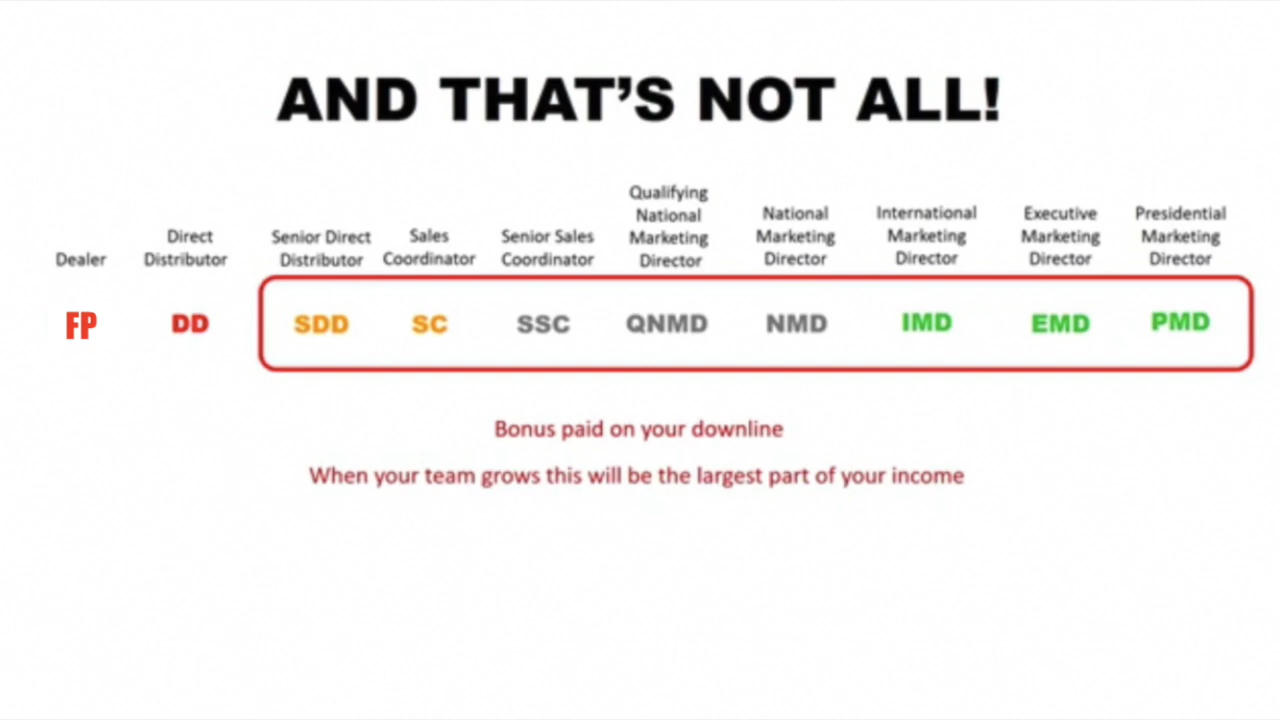 AND THAT’S NOT ALL!
Dealer
Direct
Distributor
Senior Direct
Distributor
Sales
Coordinator
Senior Sales
Coordinator
Qualifying
National
Marketing
Director
National
Marketing
Director
International
Marketing
Director
Executive
Marketing
Director
Presidential
Marketing
Director
FP DD SDD SC SSC QNMD NMD IMD EMD PMD
Bonus paid on your downline
When your team grows this will be the largest part of your income